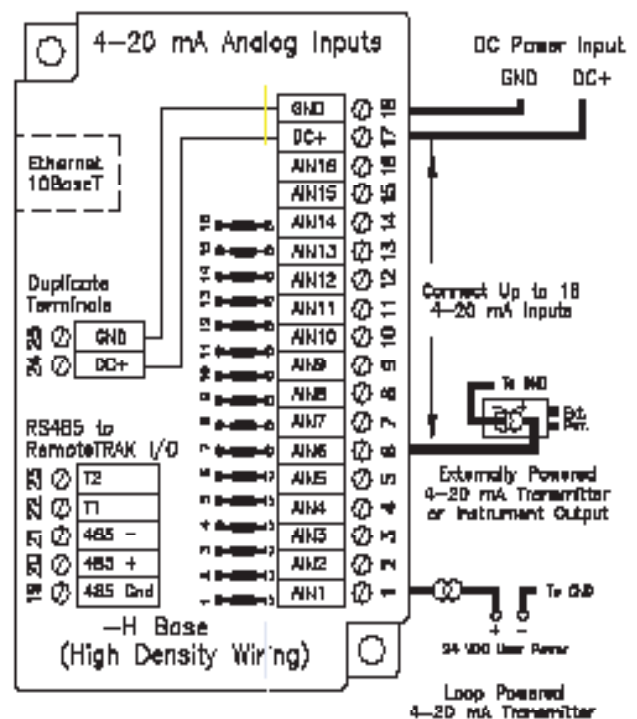 4-20 mA Analog Inputs
DC Power Input
GND DC+
GND 18
DC+ 17
AIN16 16
AIN15 15
AIN14 14
AIN13 13
AIN12 12
AIN11 11
AIN10 10
AIN9 9
AIN8 8
AIN7 7
AIN6 6
AIN5 5
AIN4 4
AIN3 3
AIN2 2
AIN1 1
Ethernet
10BaseT
Duplicate
Terminals
GND
DC+
RS485 to
RemoteTRAK I/O
T2
T1
485 -
485 +
485 Gnd
Connect Up to 16
4-20 mA Inputs
To GND
Ext.
Pwr.
Externally Powered
4-20 mA Transmitter
or Instrument Output
To GND
+ -
24 VDC User Power
Loop Powered
4-20 mA Transmitter
-H Base
(High Density Wiring)